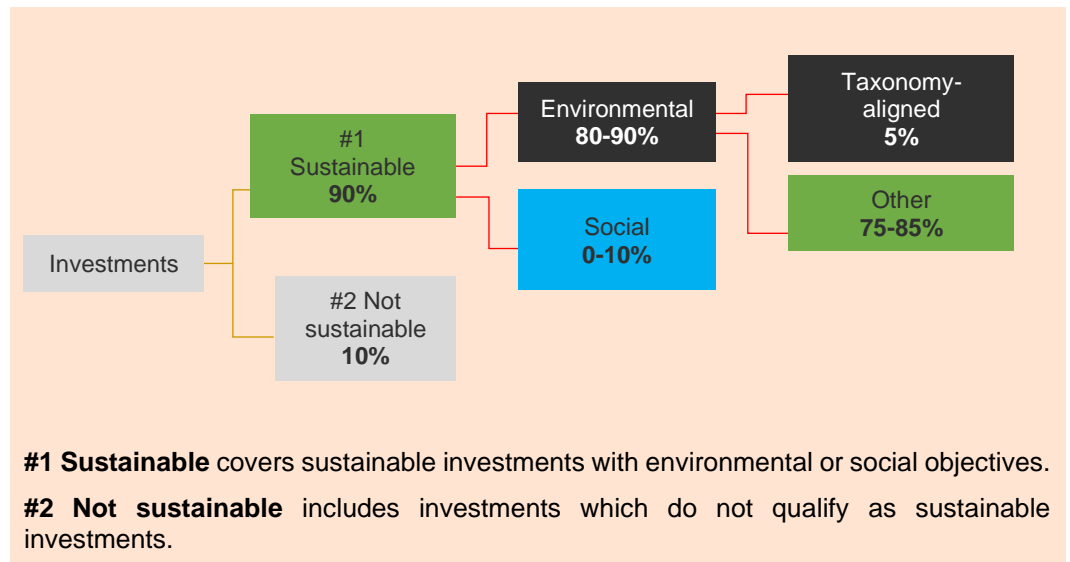 Investments
#1
Sustainable
90%
#2 Not
sustainable
10%
Environmental
80-90%
Social
0-10%
Taxonomy-
aligned
5%
Other
75-85%
#1 Sustainable covers sustainable investments with environmental or social objectives.
#2 Not sustainable includes investments which do not qualify as sustainable
investments.